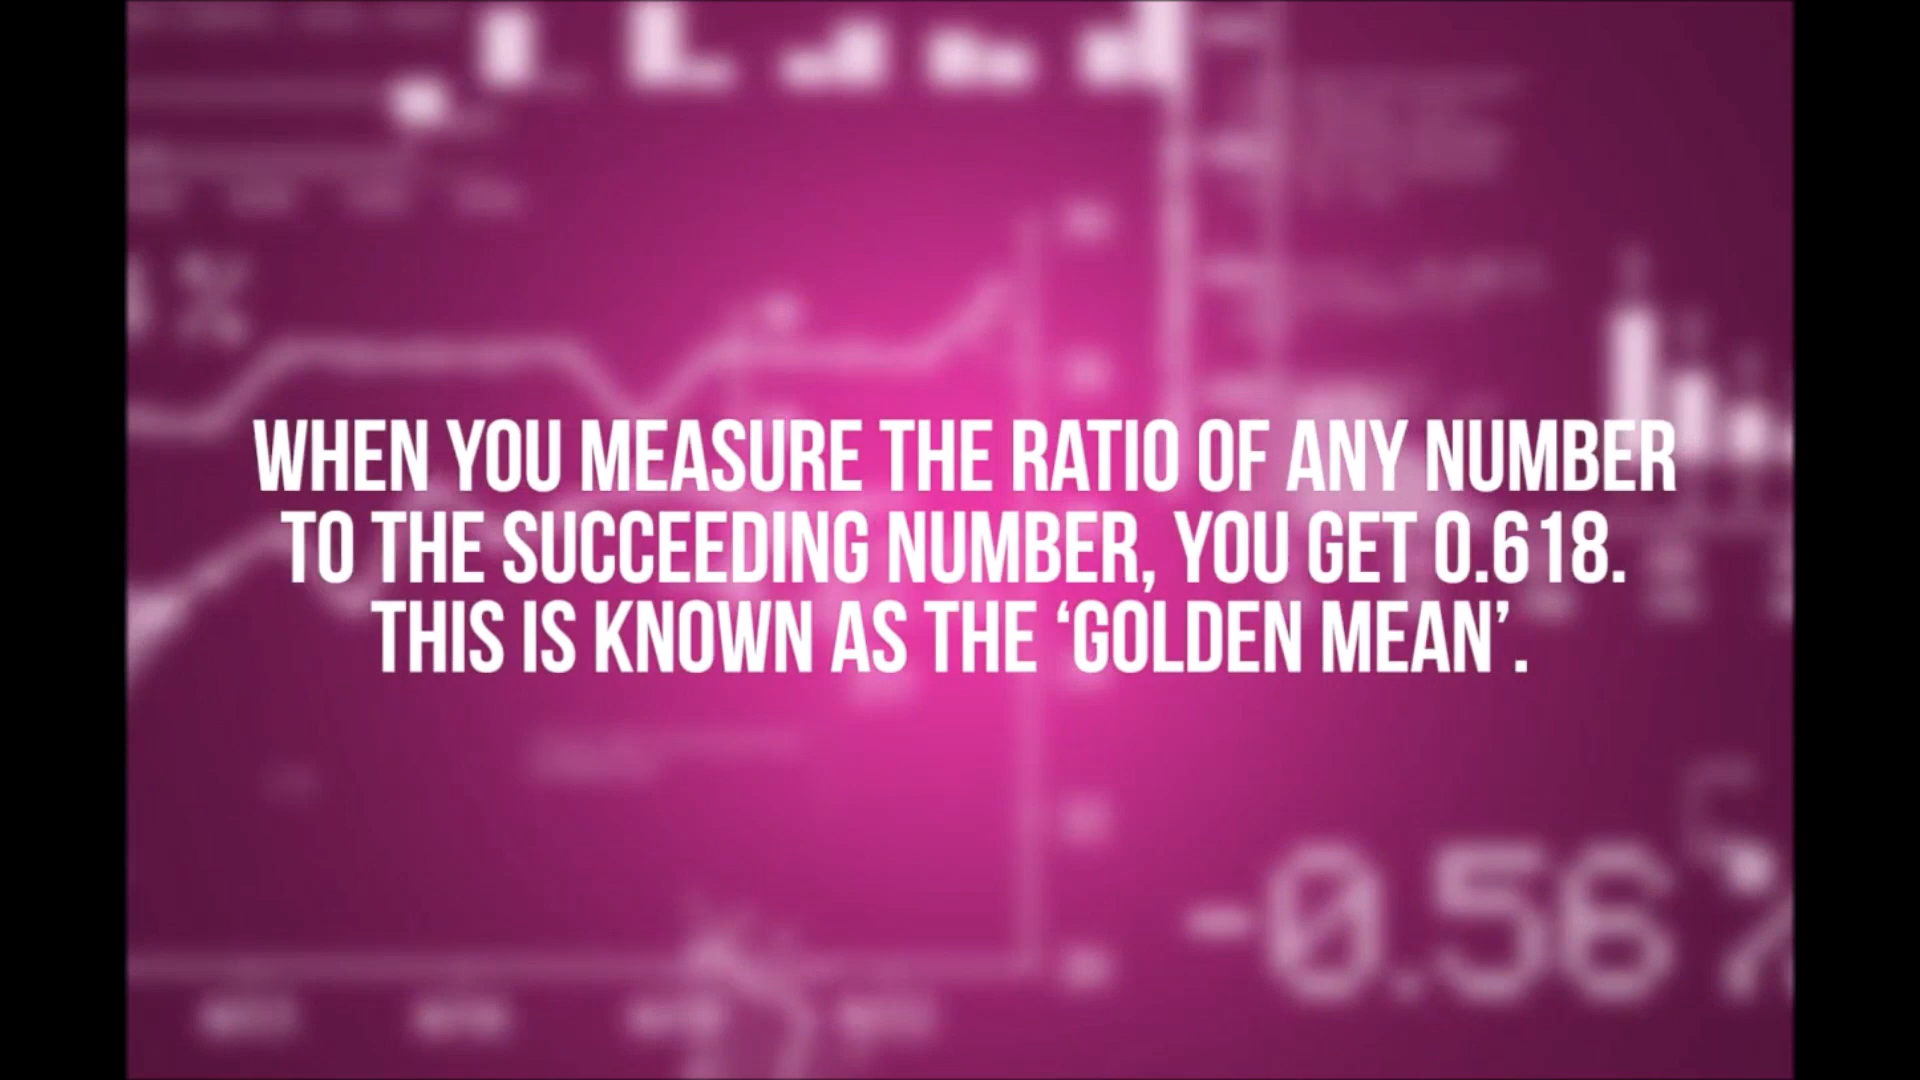 WHEN YOU MEASURE THE RATIO OF ANY NUMBER
TO THE SUCCEEDING NUMBER, YOU GET 0.618.
THIS IS KNOWN AS THE ‘GOLDEN MEAN’.
-0.56%